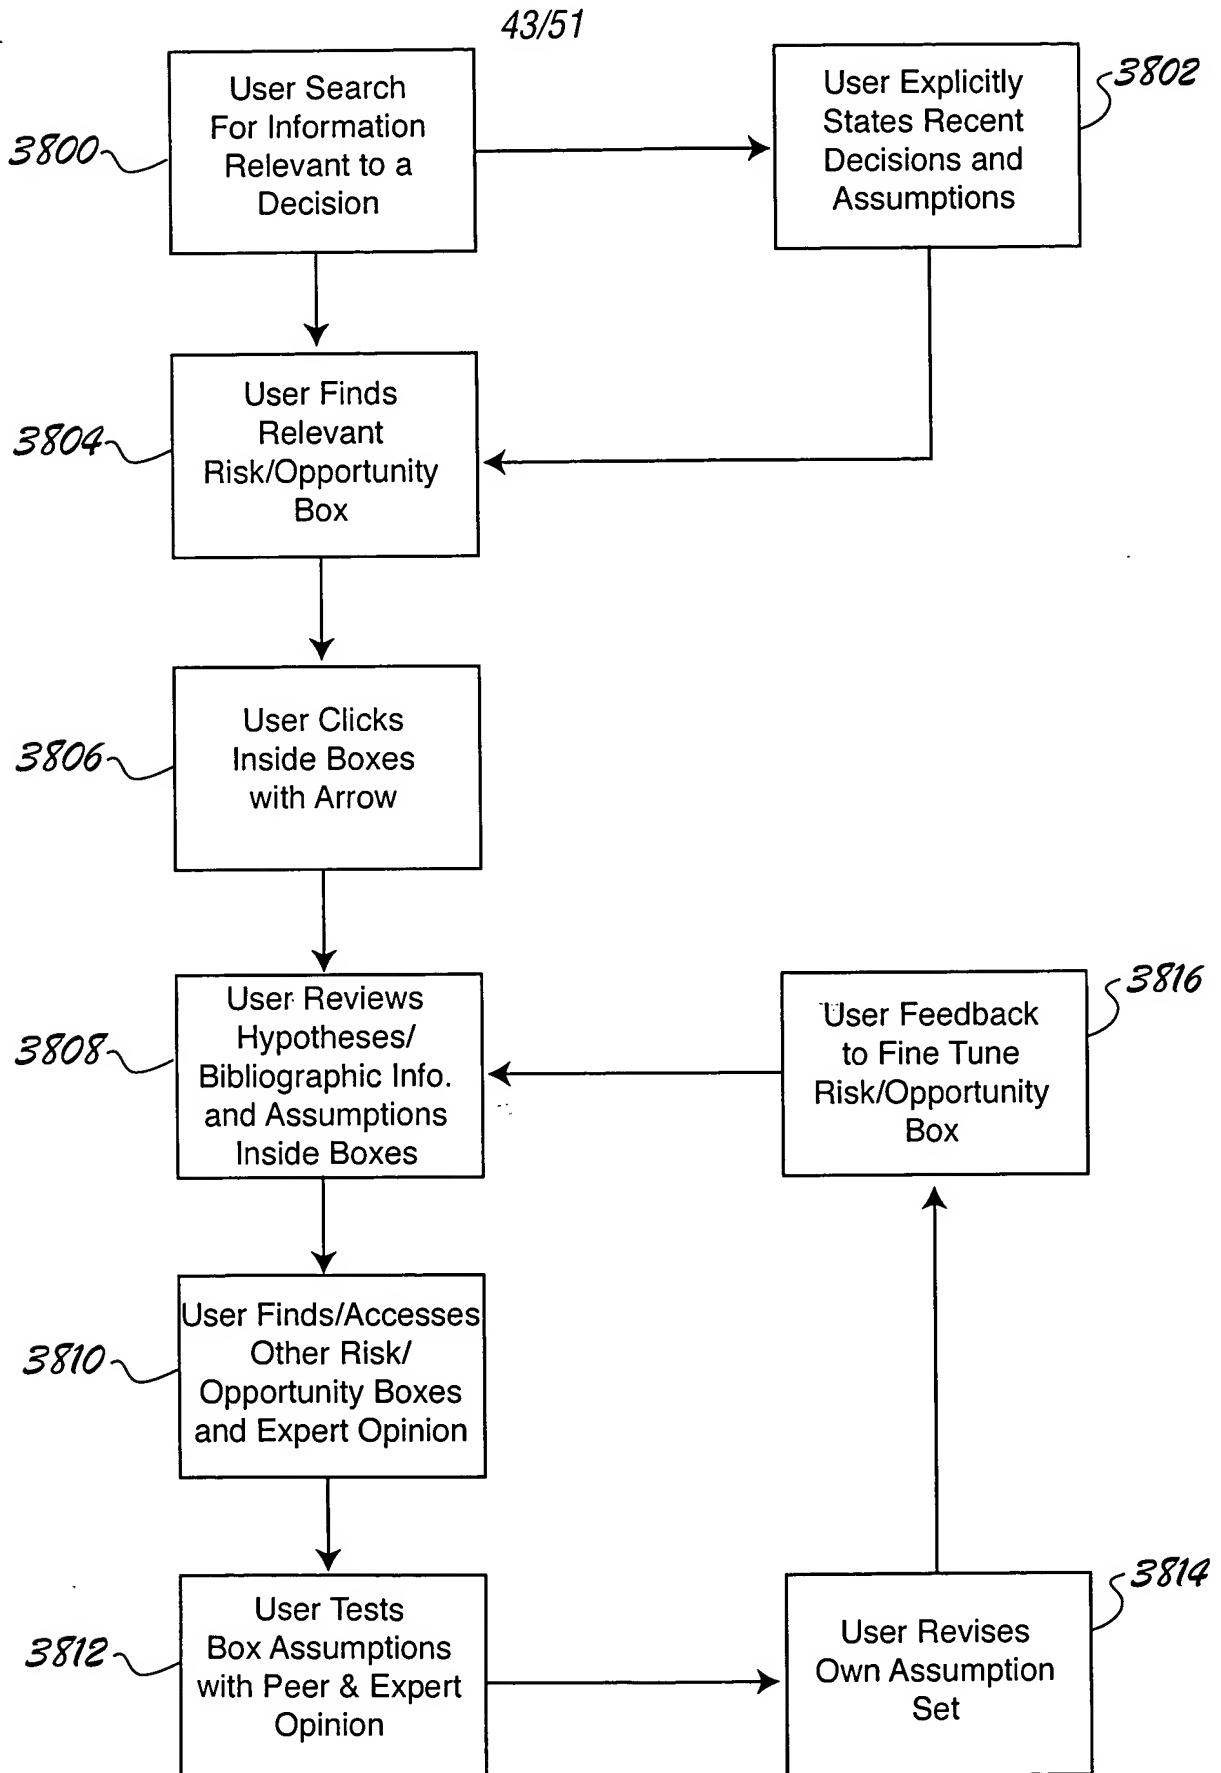 43/51
User Search
For Information
Relevant to a
Decision
3800
User Explicitly
States Recent
Decisions and
Assumptions
3802
User Finds
Relevant
Risk/Opportunity
Box
3804
User Clicks
Inside Boxes
with Arrow
3806
User Reviews
Hypotheses/
Bibliographic Info.
and Assumptions
Inside Boxes
3808
User Feedback
to Fine Tune
Risk/Opportunity
Box
3816
User Finds/Accesses
Other Risk/
Opportunity Boxes
and Expert Opinion
3810
User Tests
Box Assumptions
with Peer & Expert
Opinion
3812
User Revises
Own Assumption
Set
3814